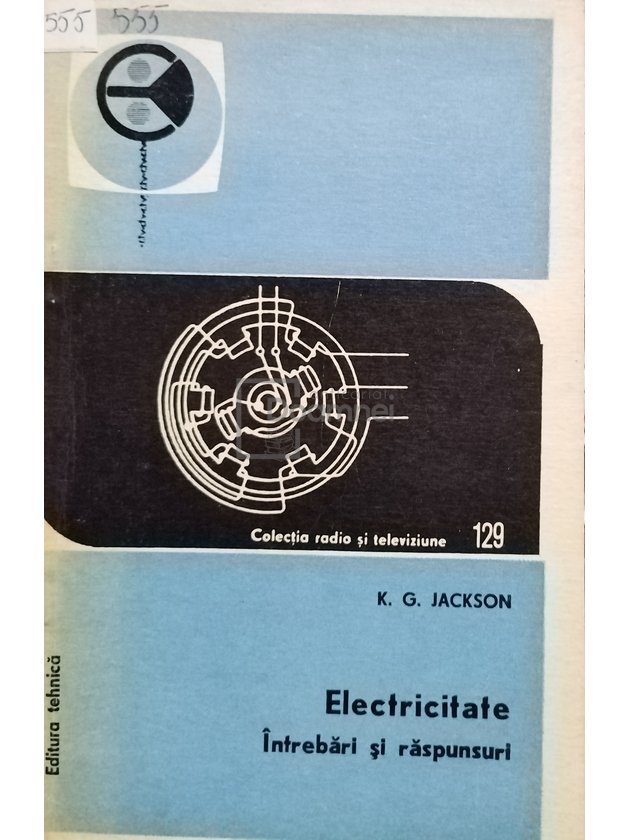 555 555
Colecția radio și televiziune 129
K. G. JACKSON
Electricitate
Întrebări și răspunsuri
Editura tehnică